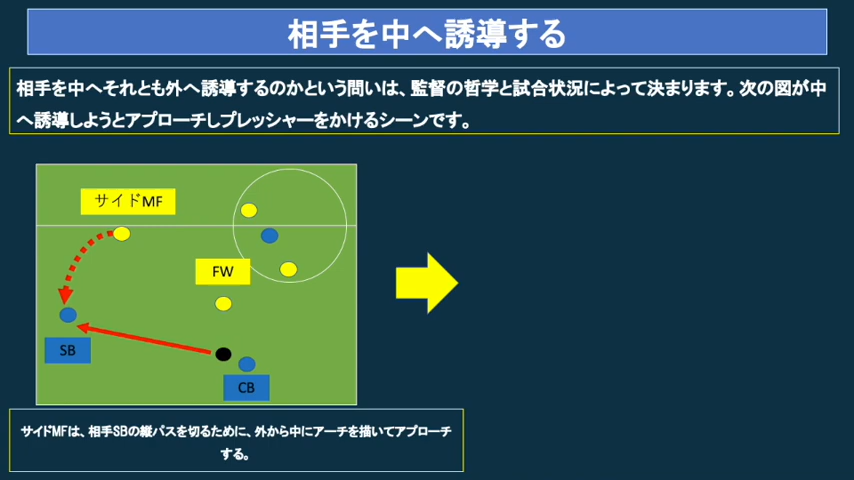 相手を中へ誘導する
相手を中へそれとも外へ誘導するのかという問いは、監督の哲学と試合状況によって決まります。次の図が中
へ誘導しようとアプローチしプレッシャーをかけるシーンです。
サイドMF
FW
SB
CB
サイドMFは、相手SBの縦パスを切るために、外から中にアーチを描いてアプローチ
する。